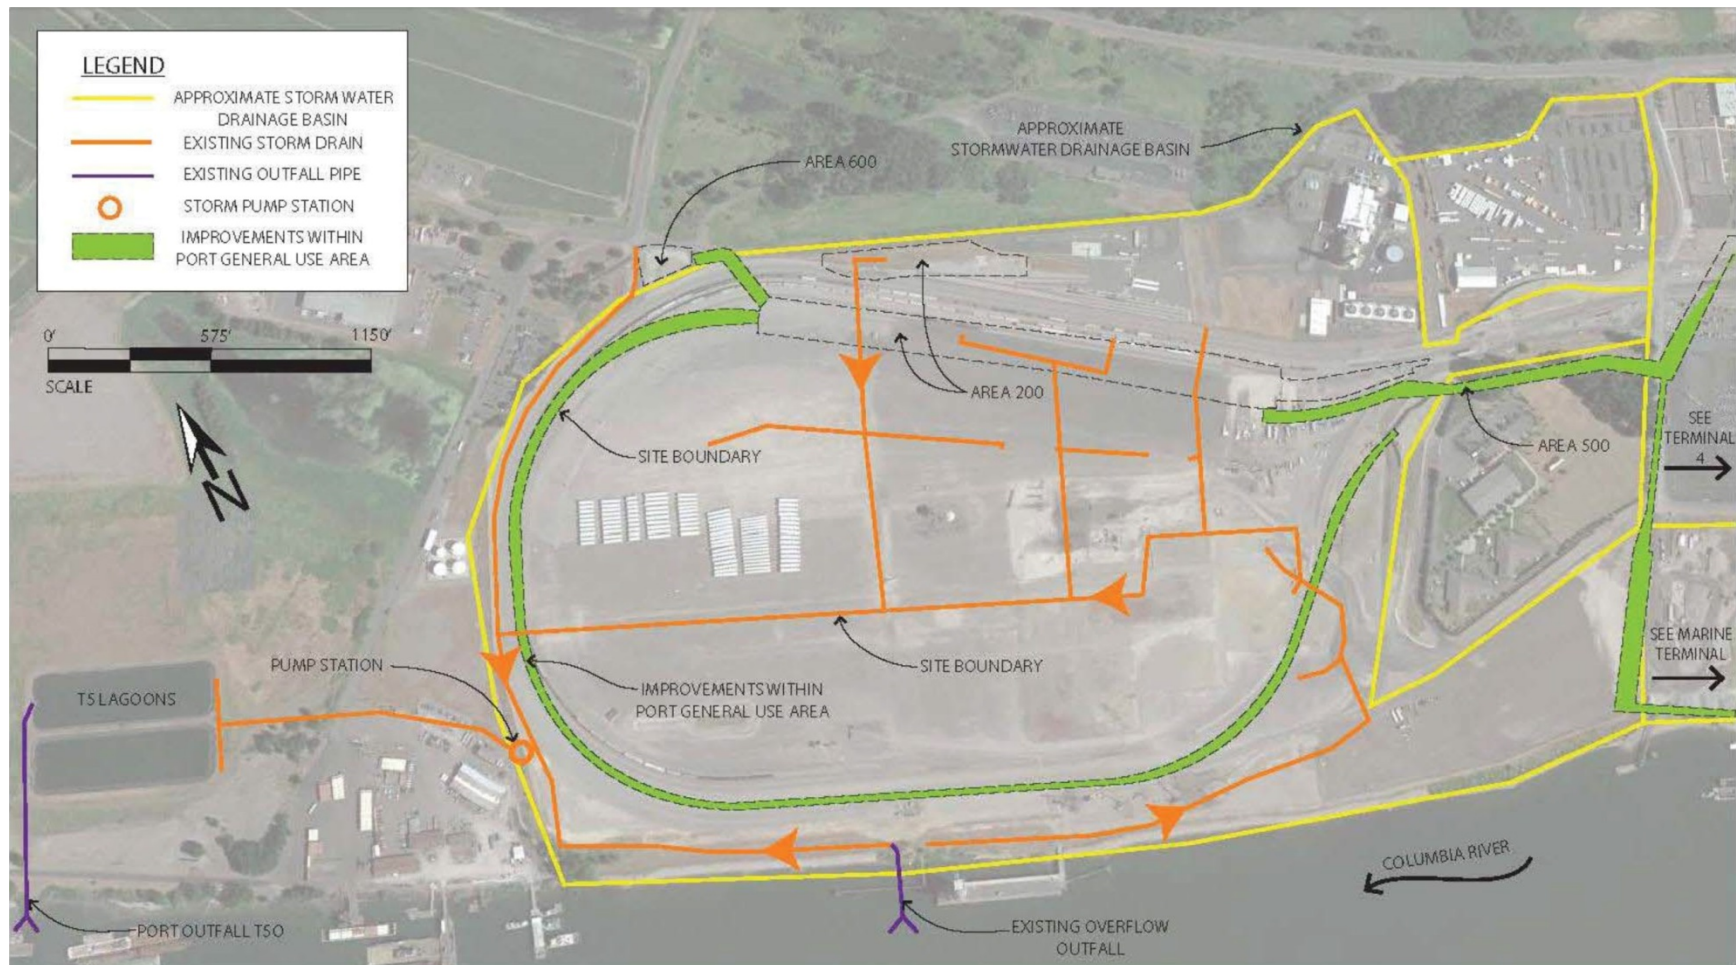 LEGEND
APPROXIMATE STORM WATER
DRAINAGE BASIN
EXISTING STORM DRAIN
EXISTING OUTFALL PIPE
STORM PUMP STATION
IMPROVEMENTS WITHIN
PORT GENERAL USE AREA
0' 575' 1150'
SCALE
N
AREA 600
APPROXIMATE
STORMWATER DRAINAGE BASIN
AREA 200
SITE BOUNDARY
AREA 500
SEE
TERMINAL
4
SITE BOUNDARY
SEE MARINE
TERMINAL
PUMP STATION
IMPROVEMENTS WITHIN
PORT GENERAL USE AREA
T5 LAGOONS
COLUMBIA RIVER
PORT OUTFALL T5O
EXISTING OVERFLOW
OUTFALL